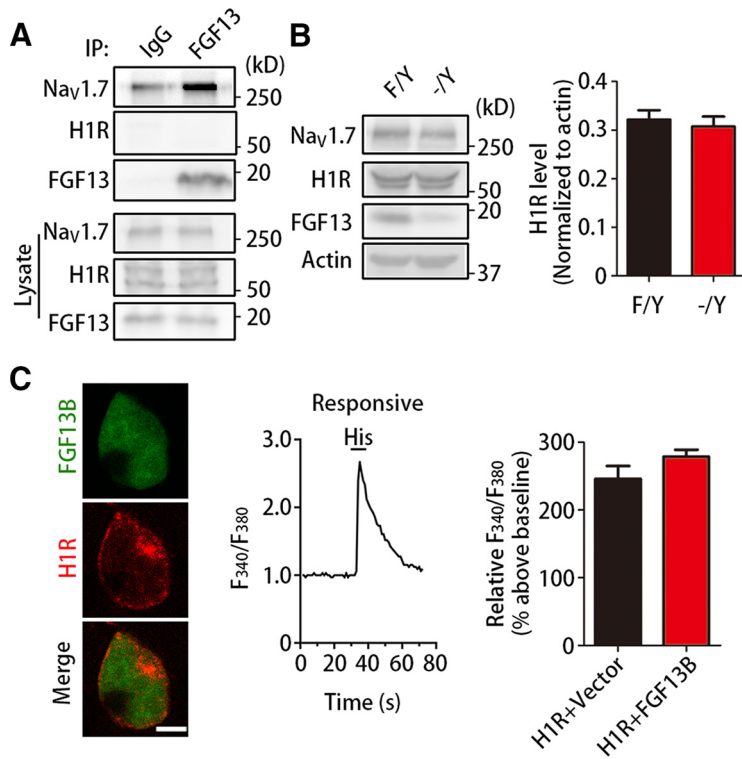 A
IP: IgG FGF13
(kD)
NaV1.7
250
H1R
50
FGF13
20
Lysate
NaV1.7
250
H1R
50
FGF13
20
B
F/Y -/Y
(kD)
NaV1.7
250
H1R
50
FGF13
20
Actin
37
H1R level
(Normalized to actin)
0.4
0.3
0.2
0.1
0
F/Y -/Y
C
FGF13B
H1R
Merge
Responsive
His
F340/F380
3.0
2.0
1.0
0
0 20 40 60 80
Time (s)
Relative F340/F380
(% above baseline)
300
200
100
0
H1R+Vector
H1R+FGF13B